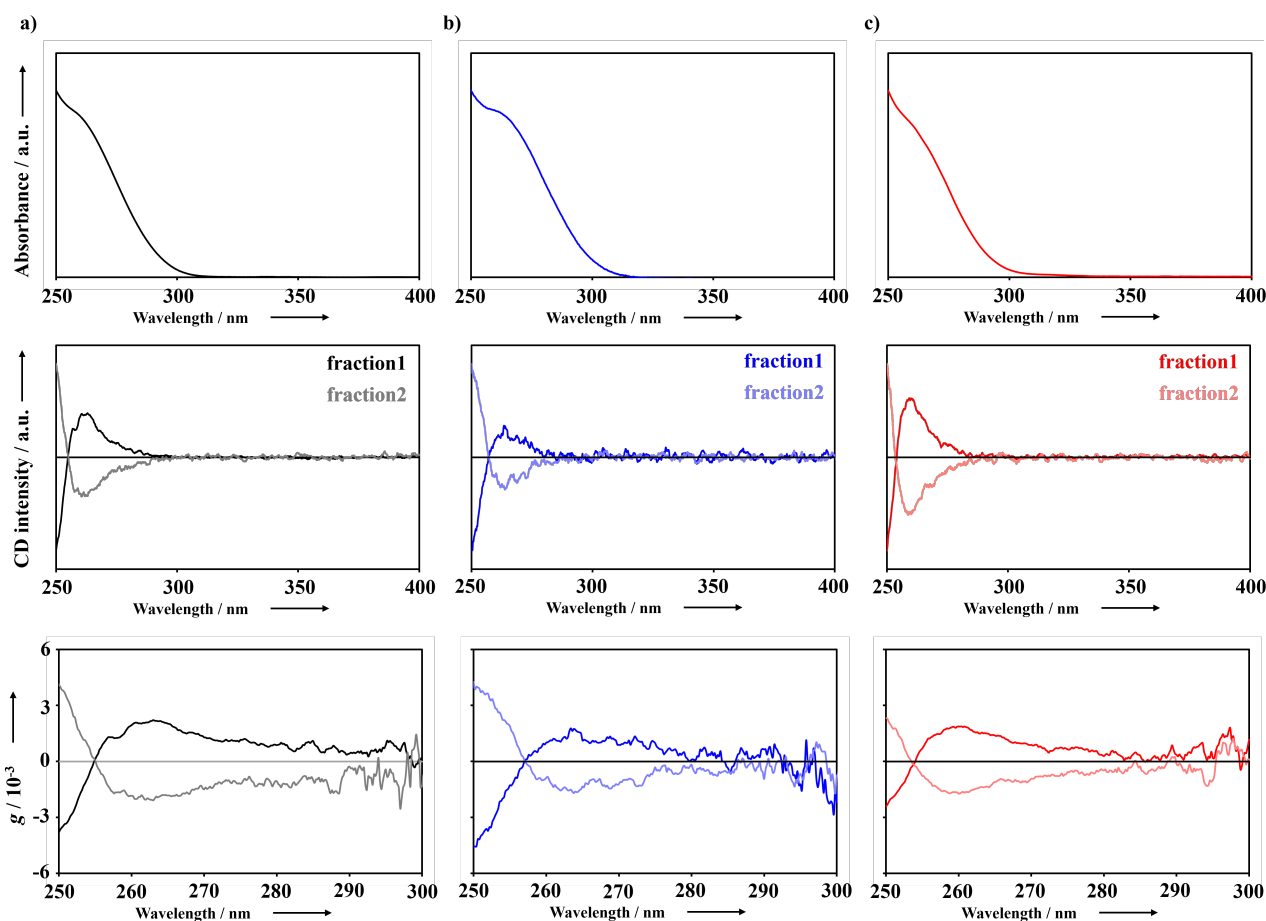 a)
b)
c)
Absorbance / a.u.
250 300 350 400
250 300 350 400
250 300 350 400
Wavelength / nm
Wavelength / nm
Wavelength / nm
CD intensity / a.u.
fraction1
fraction2
fraction1
fraction2
fraction1
fraction2
250 300 350 400
250 300 350 400
250 300 350 400
Wavelength / nm
Wavelength / nm
Wavelength / nm
g / 10⁻³
6
3
0
-3
-6
250 260 270 280 290 300
250 260 270 280 290 300
250 260 270 280 290 300
Wavelength / nm
Wavelength / nm
Wavelength / nm